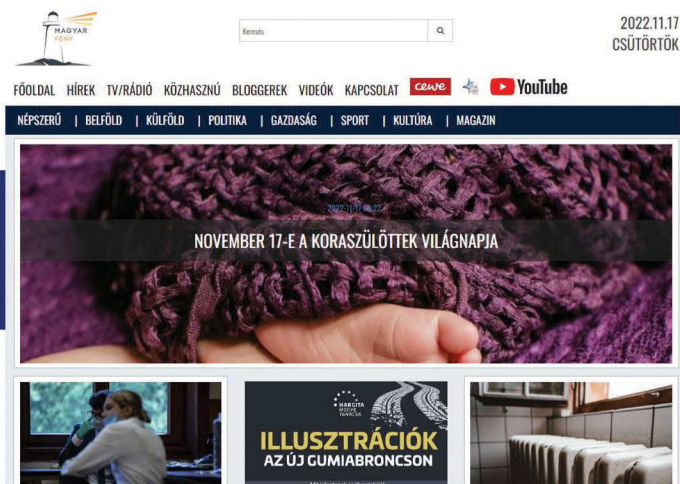 MAGYAR
FÉNY
Keresés
2022.11.17
CSÜTÖRTÖK
FŐOLDAL HÍREK TV/RÁDIÓ KÖZHASZNÚ BLOGGEREK VIDEÓK KAPCSOLAT cewe YouTube
NÉPSZERŰ | BELFÖLD | KÜLFÖLD | POLITIKA | GAZDASÁG | SPORT | KULTÚRA | MAGAZIN
NOVEMBER 17-E A KORASZÜLÖTTEK VILÁGNAPJA
HARGITA
MEGYE
TANÁCSA
ILLUSZTRÁCIÓK
AZ ÚJ GUMIABRONCSON